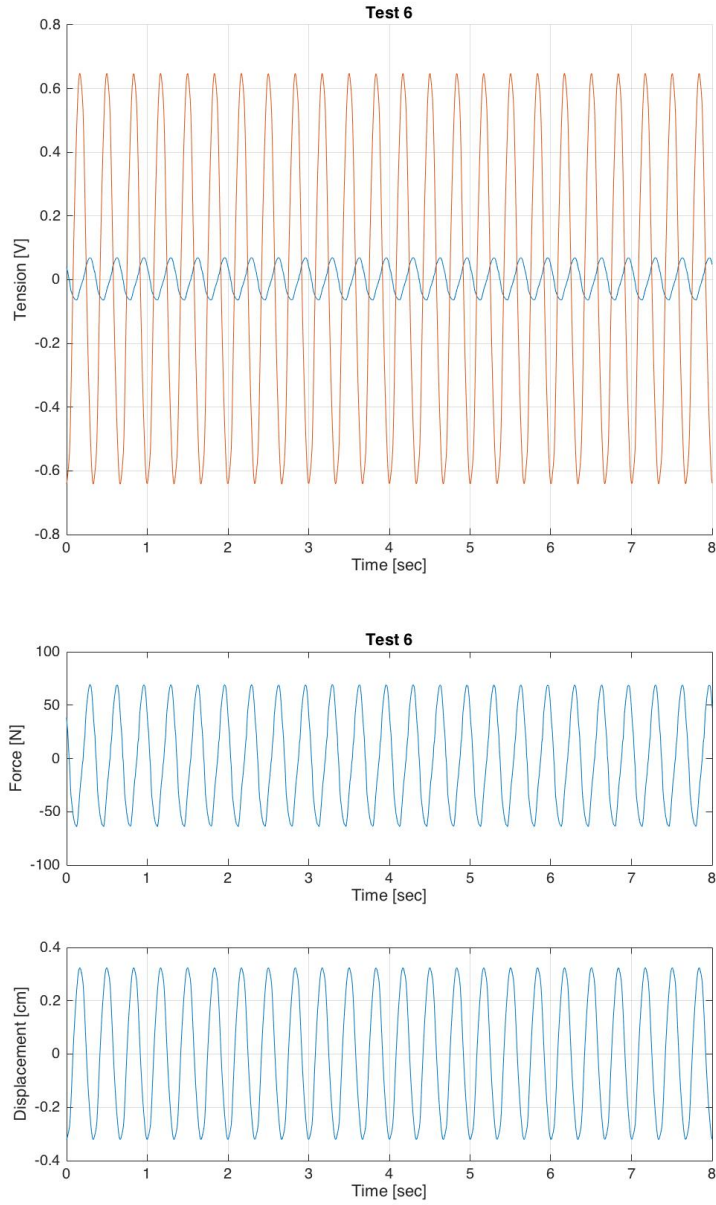 Test 6
0.8
0.6
0.4
0.2
0
-0.2
-0.4
-0.6
-0.8
Tension [V]
0 1 2 3 4 5 6 7 8
Time [sec]
Test 6
100
50
0
-50
-100
Force [N]
0 1 2 3 4 5 6 7 8
Time [sec]
0.4
0.2
0
-0.2
-0.4
Displacement [cm]
0 1 2 3 4 5 6 7 8
Time [sec]